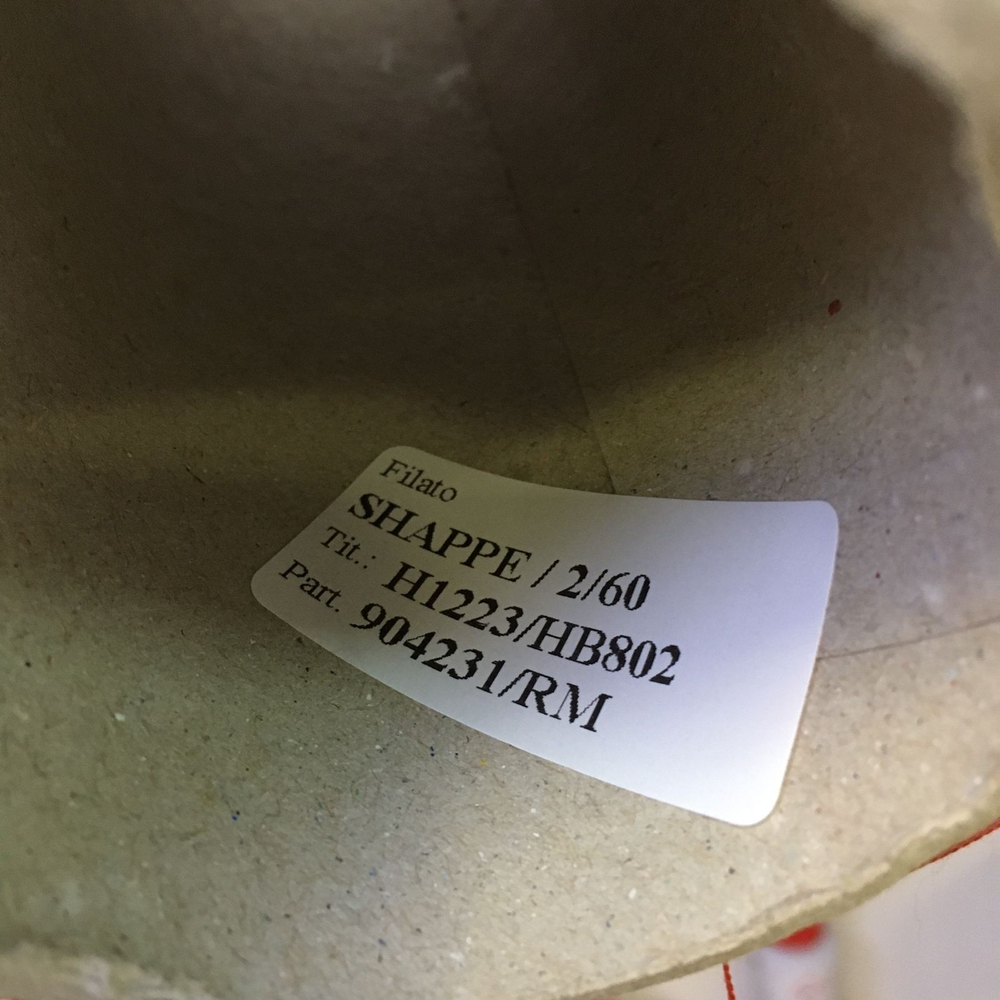 Filato
SHAPPE / 2/60
Tit.: H1223/HB802
Part. 904231/RM